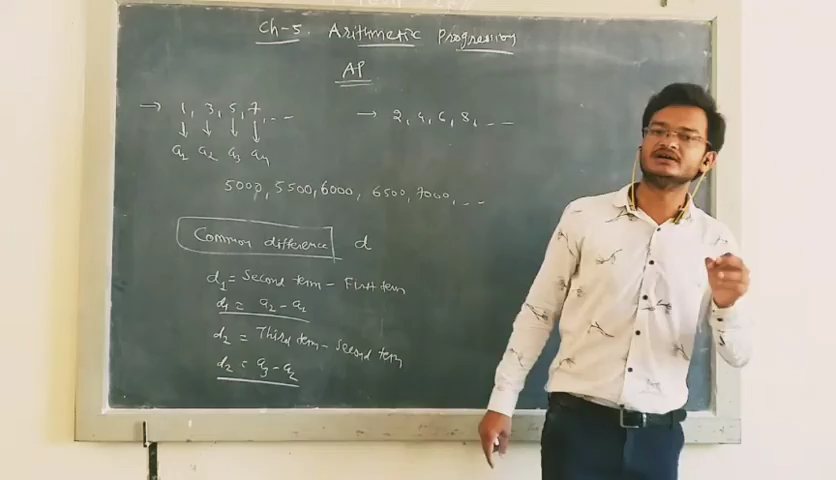 Ch-5. Arithmetic Progression
AP
→ 1, 3, 5, 7, --
a1 a2 a3 a4
→ 2, 4, 6, 8, ---
5000, 5500, 6000, 6500, 7000, ---
Common difference d
d1 = Second term - First term
d1 = a2 - a1
d2 = Third term - Second term
d2 = a3 - a2